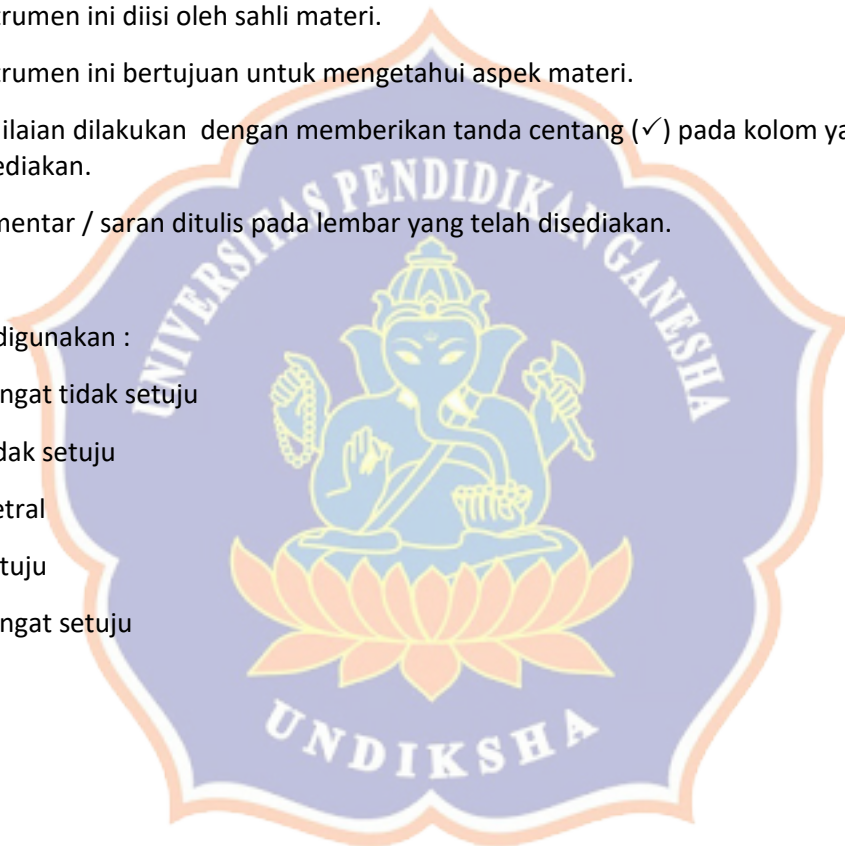 trumen ini diisi oleh sahli materi.
trumen ini bertujuan untuk mengetahui aspek materi.
ilaian dilakukan dengan memberikan tanda centang (✓) pada kolom ya
ediakan.
mentar / saran ditulis pada lembar yang telah disediakan.
UNIVERSITAS PENDIDIKAN GANESHA
digunakan :
ngat tidak setuju
dak setuju
etral
tuju
ngat setuju
UNDIKSHA